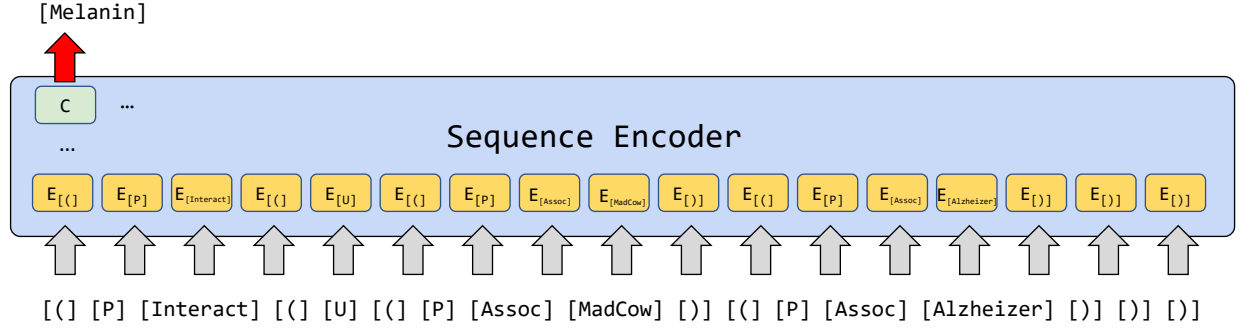 [Melanin]
C ...
Sequence Encoder
...
E[(] E[P] E[Interact] E[(] E[U] E[(] E[P] E[Assoc] E[MadCow] E[)] E[(] E[P] E[Assoc] E[Alzheizer] E[)] E[)] E[)]
[(] [P] [Interact] [(] [U] [(] [P] [Assoc] [MadCow] [)] [(] [P] [Assoc] [Alzheizer] [)] [)] [)]